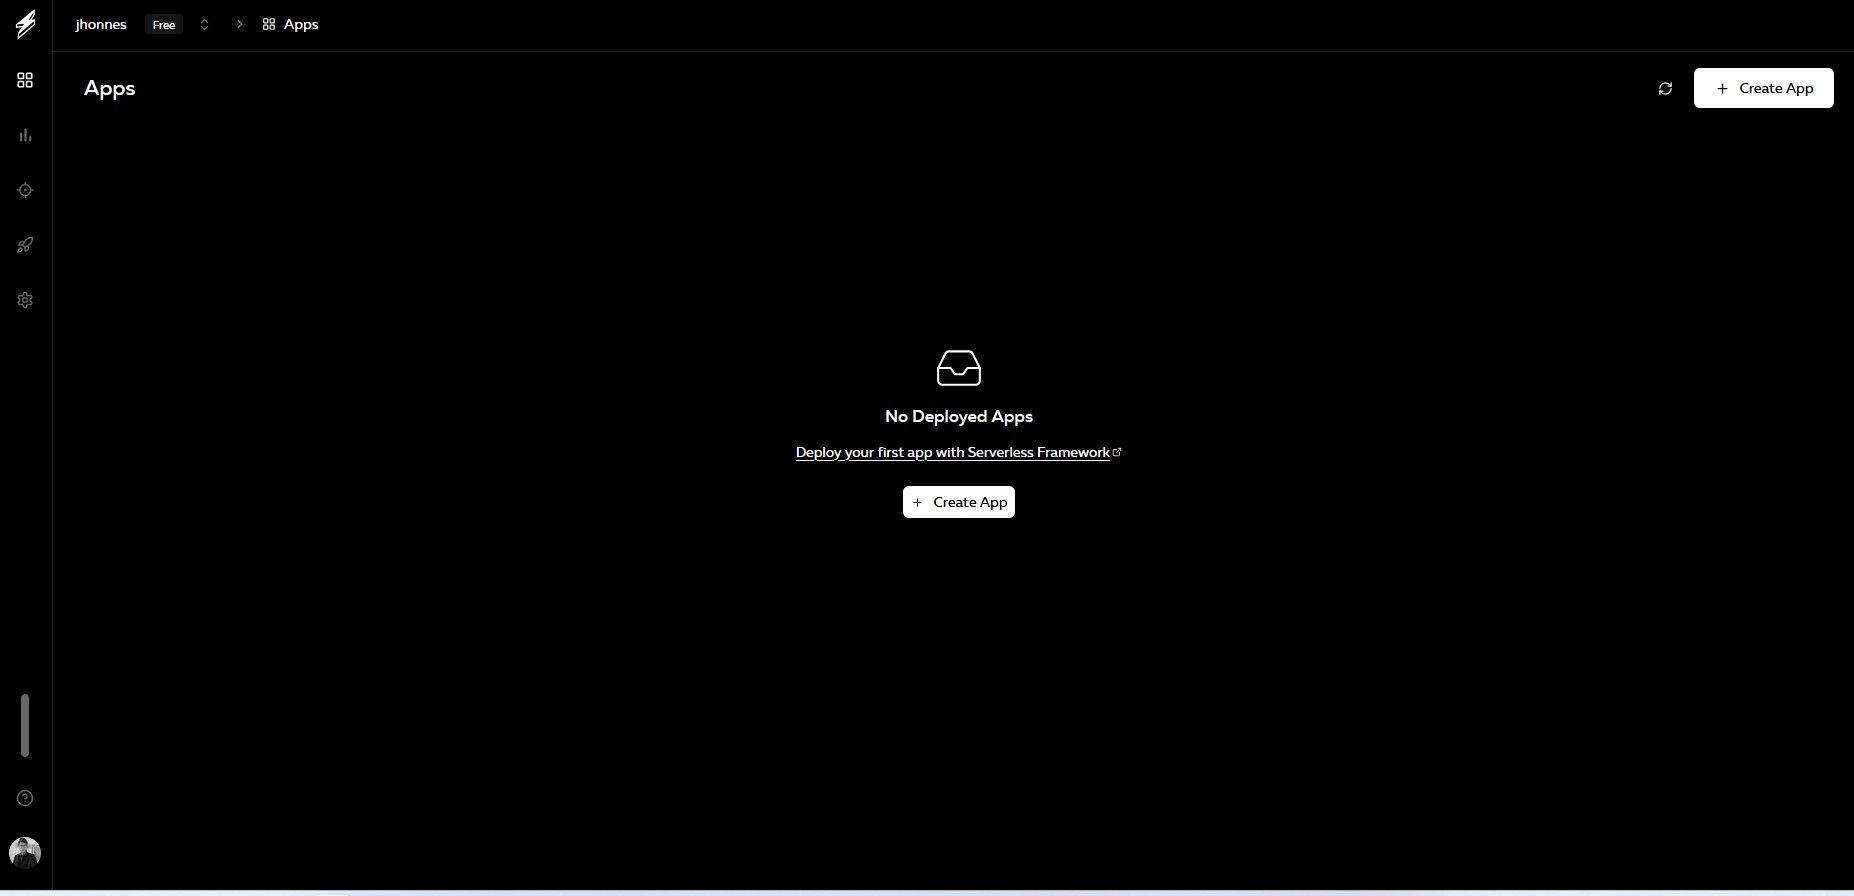 jhonnes Free Apps
Apps
Create App
No Deployed Apps
Deploy your first app with Serverless Framework
Create App